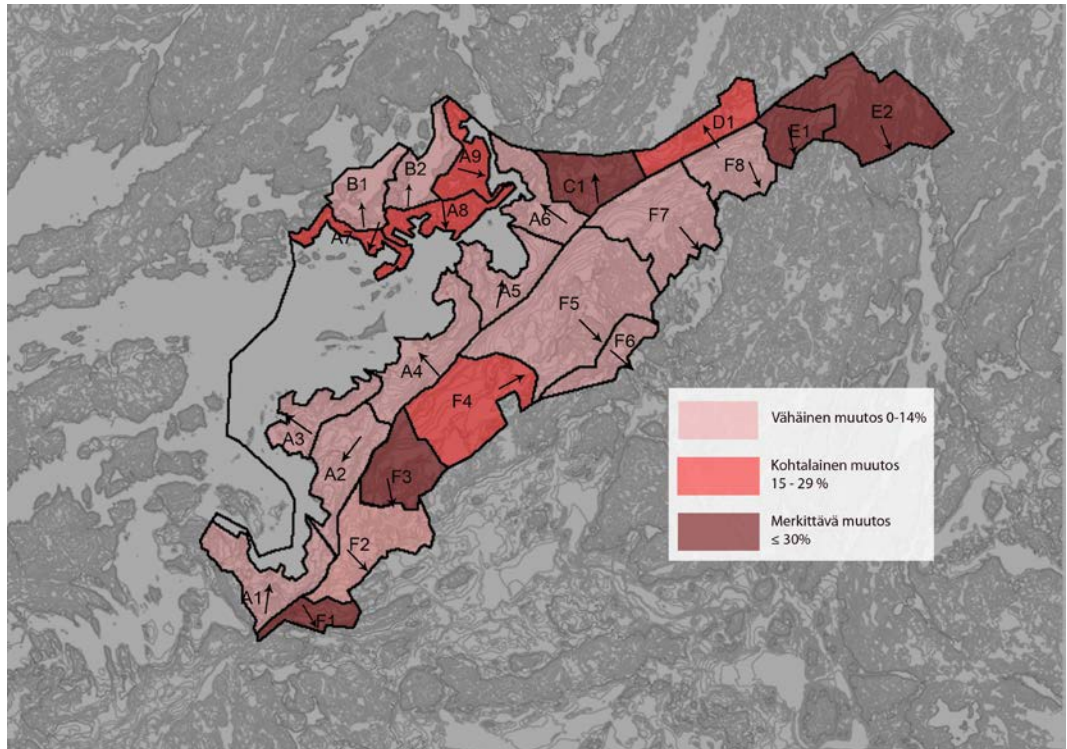 D1
E2
E1
A9
B2
F8
B1
C1
A8
A6
F7
A7
A5
F5
F6
A4
F4
A3
A2
F3
F2
A1
F1
Vähäinen muutos 0-14%
Kohtalainen muutos
15 - 29 %
Merkittävä muutos
≤ 30%